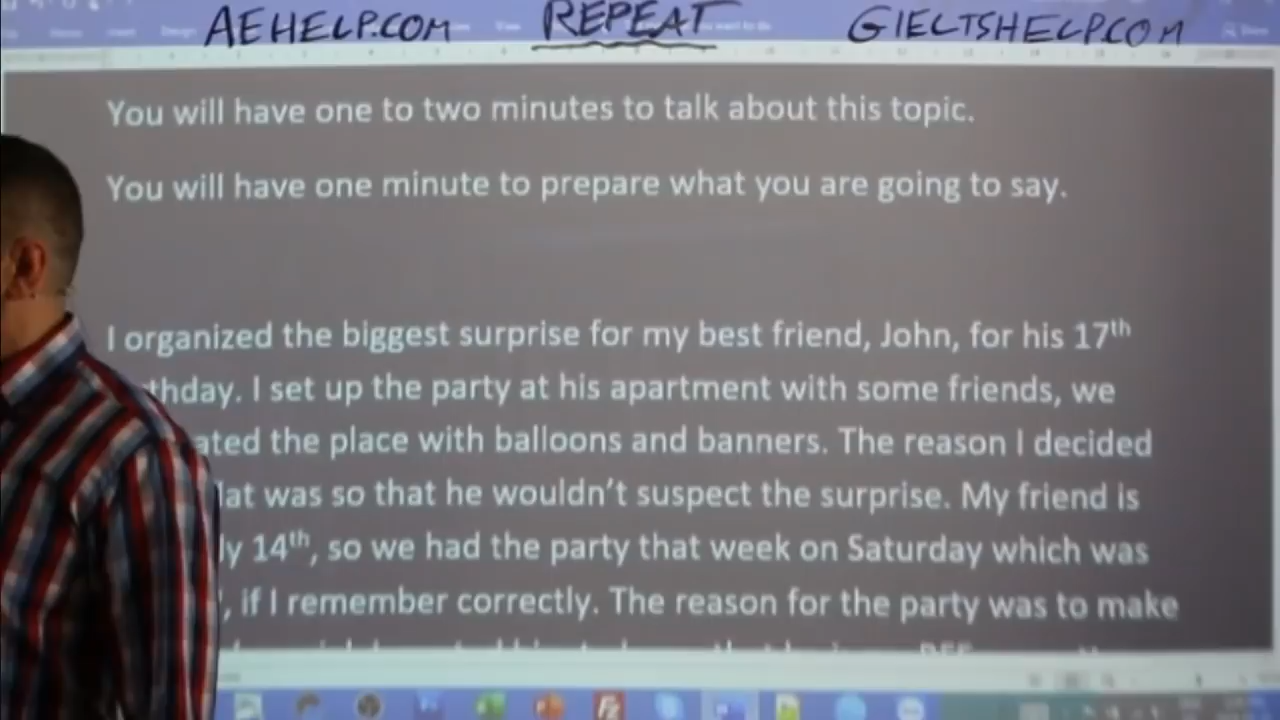 AEHELP.COM REPEAT GIELTSHELP.COM
You will have one to two minutes to talk about this topic.
You will have one minute to prepare what you are going to say.
I organized the biggest surprise for my best friend, John, for his 17th
thday. I set up the party at his apartment with some friends, we
ated the place with balloons and banners. The reason I decided
lat was so that he wouldn't suspect the surprise. My friend is
ly 14th, so we had the party that week on Saturday which was
, if I remember correctly. The reason for the party was to make